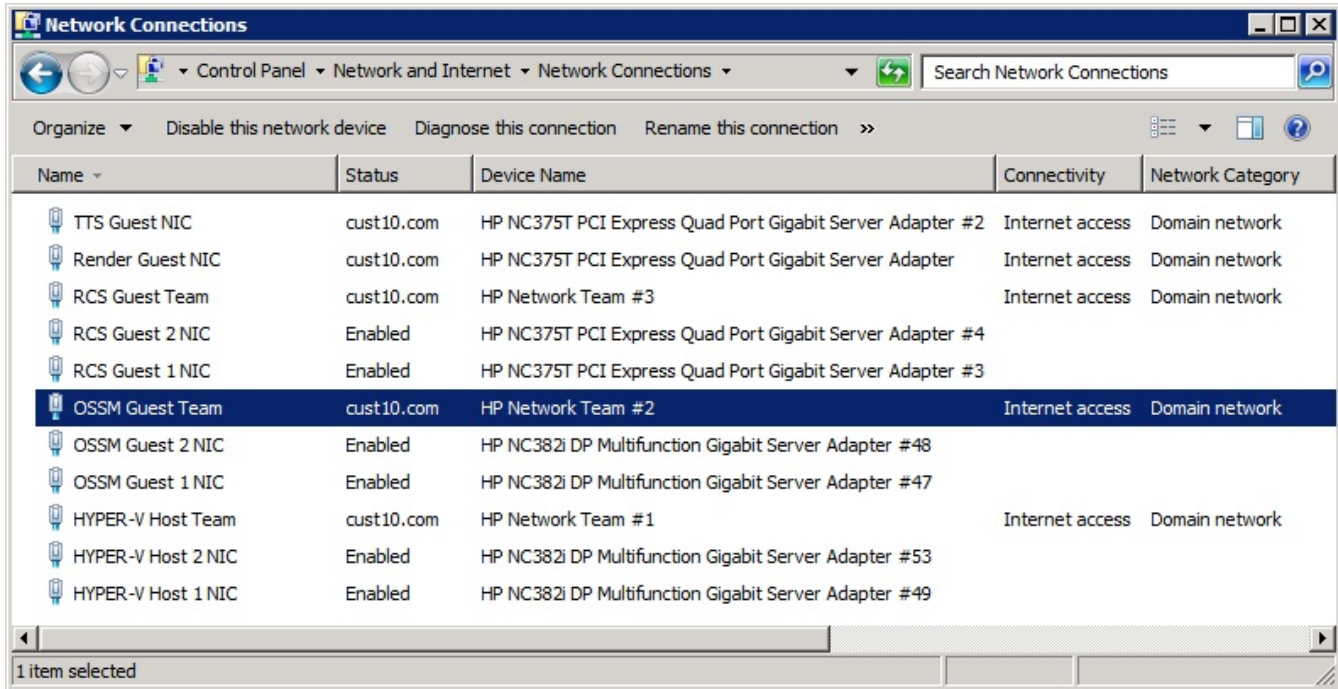 Network Connections
Control Panel Network and Internet Network Connections Search Network Connections
Organize Disable this network device Diagnose this connection Rename this connection »
Name Status Device Name Connectivity Network Category
TTS Guest NIC cust10.com HP NC375T PCI Express Quad Port Gigabit Server Adapter #2 Internet access Domain network
Render Guest NIC cust10.com HP NC375T PCI Express Quad Port Gigabit Server Adapter Internet access Domain network
RCS Guest Team cust10.com HP Network Team #3 Internet access Domain network
RCS Guest 2 NIC Enabled HP NC375T PCI Express Quad Port Gigabit Server Adapter #4
RCS Guest 1 NIC Enabled HP NC375T PCI Express Quad Port Gigabit Server Adapter #3
OSSM Guest Team cust10.com HP Network Team #2 Internet access Domain network
OSSM Guest 2 NIC Enabled HP NC382i DP Multifunction Gigabit Server Adapter #48
OSSM Guest 1 NIC Enabled HP NC382i DP Multifunction Gigabit Server Adapter #47
HYPER-V Host Team cust10.com HP Network Team #1 Internet access Domain network
HYPER-V Host 2 NIC Enabled HP NC382i DP Multifunction Gigabit Server Adapter #53
HYPER-V Host 1 NIC Enabled HP NC382i DP Multifunction Gigabit Server Adapter #49
1 item selected